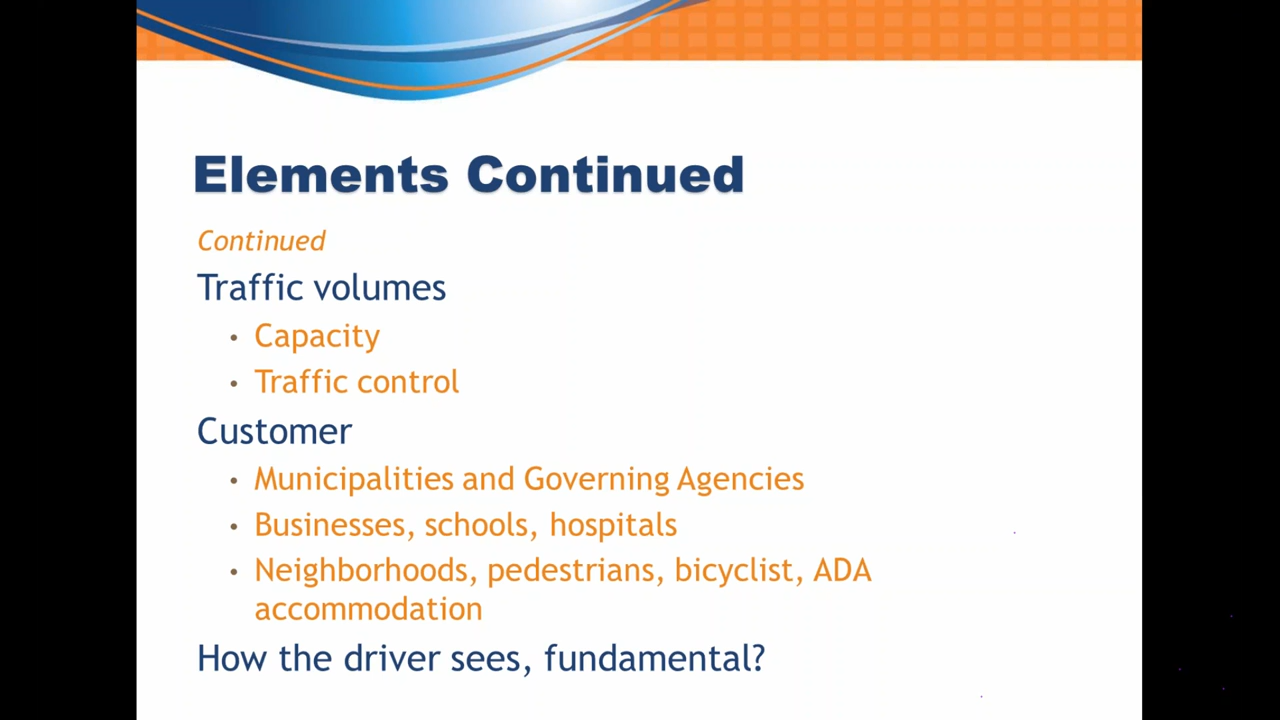 Elements Continued
Continued
Traffic volumes
• Capacity
• Traffic control
Customer
• Municipalities and Governing Agencies
• Businesses, schools, hospitals
• Neighborhoods, pedestrians, bicyclist, ADA
accommodation
How the driver sees, fundamental?